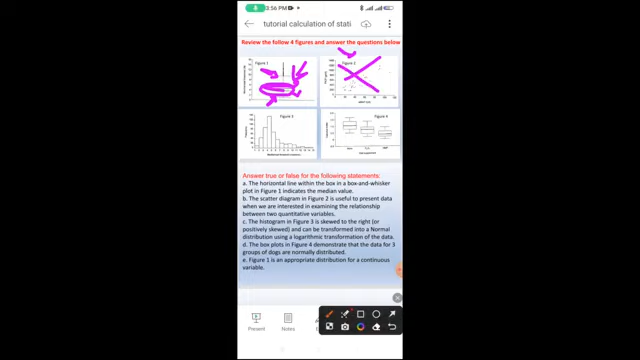 3:56 PM
tutorial calculation of stati
Review the follow 4 figures and answer the questions below
Figure 1
Figure 2
Figure 3
Figure 4
Answer true or false for the following statements:
a. The horizontal line within the box in a box-and-whisker
plot in Figure 1 indicates the median value.
b. The scatter diagram in Figure 2 is useful to present data
when we are interested in examining the relationship
between two quantitative variables.
c. The histogram in Figure 3 is skewed to the right (or
positively skewed) and can be transformed into a Normal
distribution using a logarithmic transformation of the data.
d. The box plots in Figure 4 demonstrate that the data for 3
groups of dogs are normally distributed.
e. Figure 1 is an appropriate distribution for a continuous
variable.
Present
Notes